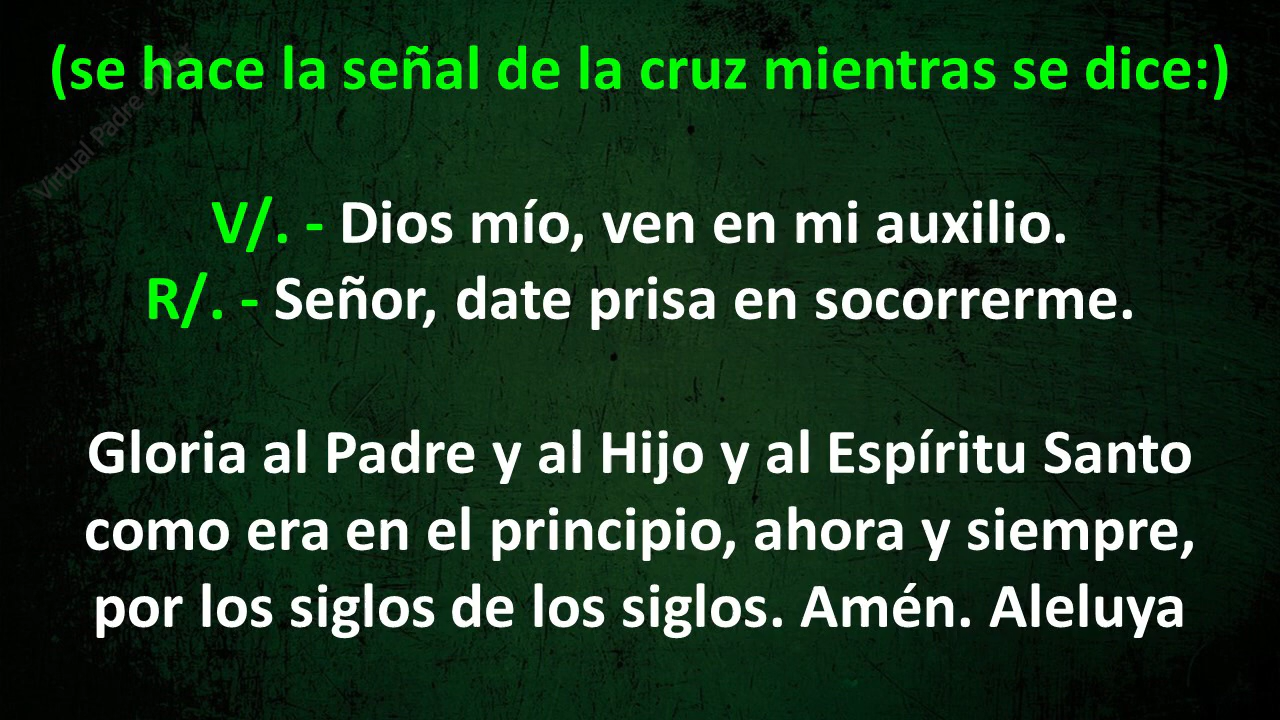 (se hace la señal de la cruz mientras se dice:)
Virtual Padre
V/. - Dios mío, ven en mi auxilio.
R/. - Señor, date prisa en socorrerme.
Gloria al Padre y al Hijo y al Espíritu Santo
como era en el principio, ahora y siempre,
por los siglos de los siglos. Amén. Aleluya